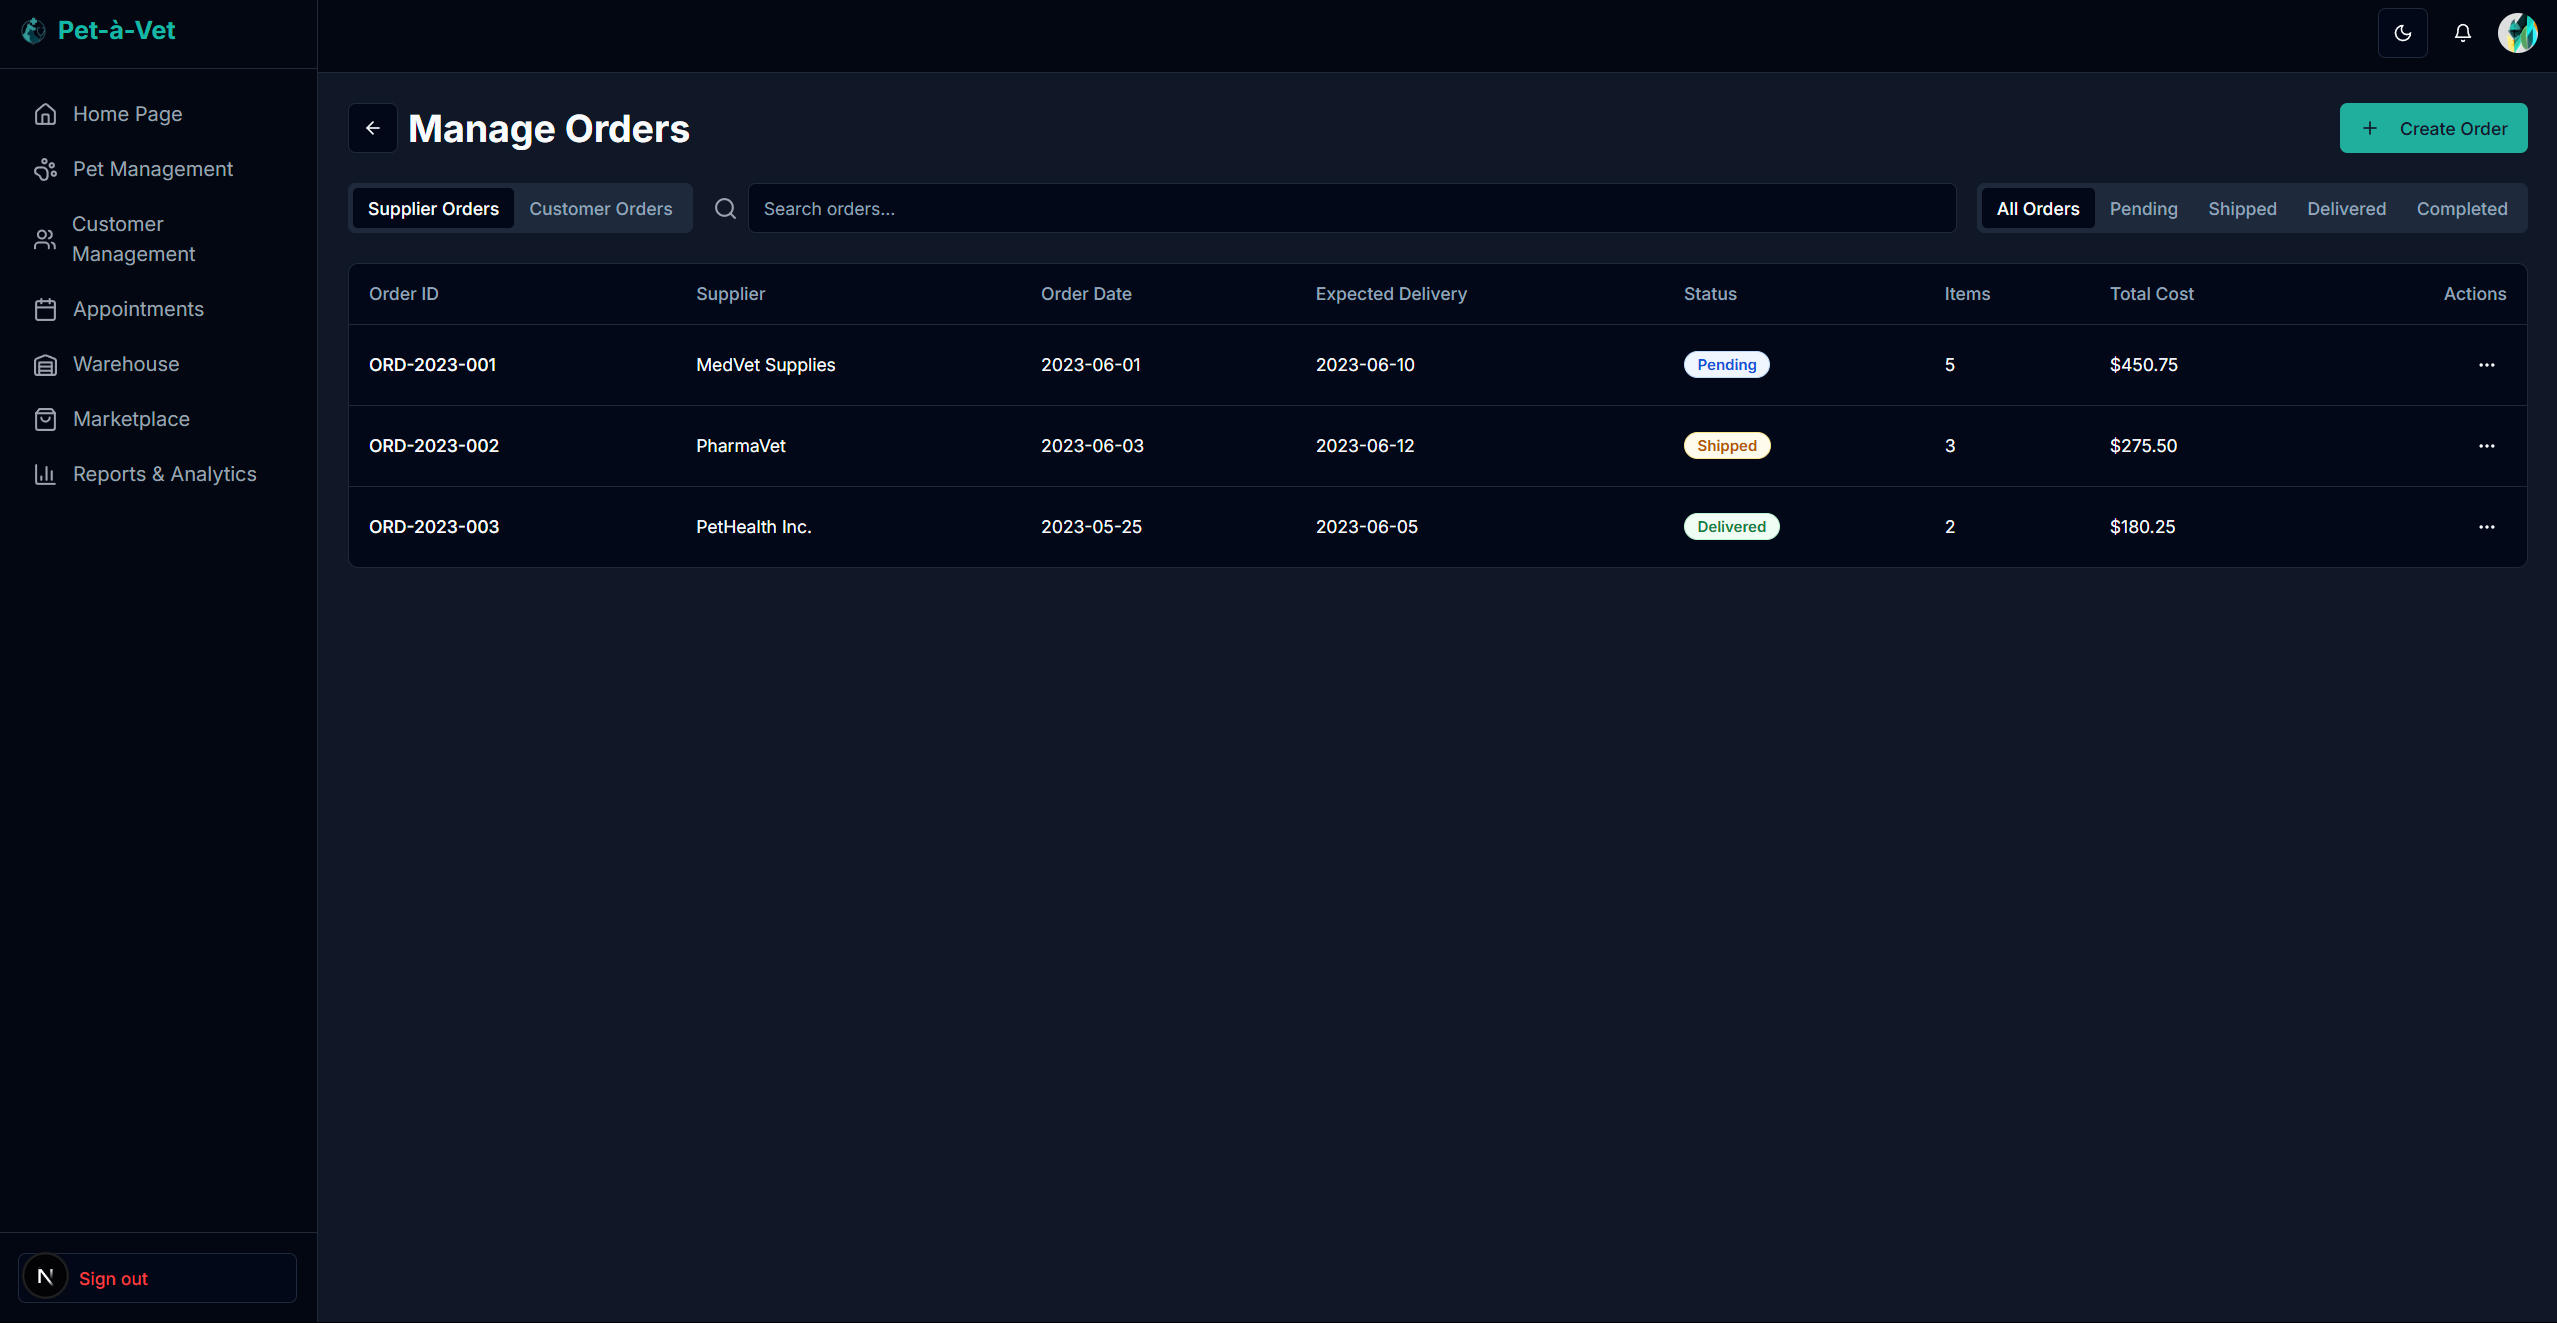 Pet-à-Vet
Home Page
Pet Management
Customer
Management
Appointments
Warehouse
Marketplace
Reports & Analytics
N
Sign out
Manage Orders
Create Order
Supplier Orders
Customer Orders
Search orders...
All Orders
Pending
Shipped
Delivered
Completed
Order ID Supplier Order Date Expected Delivery Status Items Total Cost Actions
ORD-2023-001 MedVet Supplies 2023-06-01 2023-06-10 Pending 5 $450.75
ORD-2023-002 PharmaVet 2023-06-03 2023-06-12 Shipped 3 $275.50
ORD-2023-003 PetHealth Inc. 2023-05-25 2023-06-05 Delivered 2 $180.25